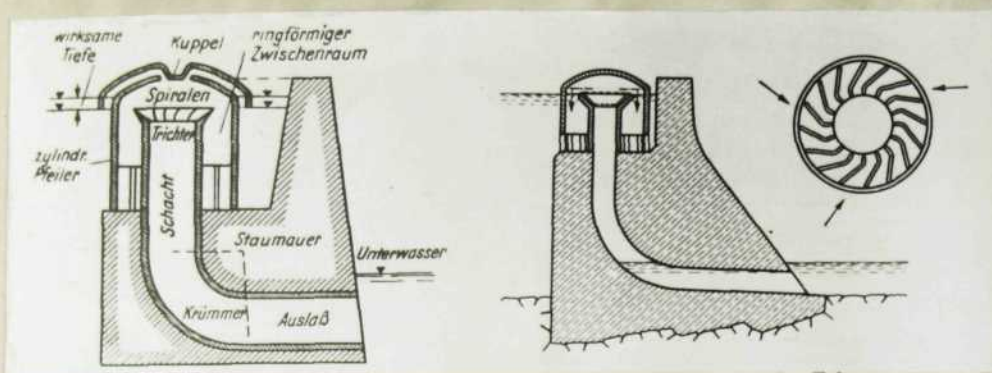 wirksame
Tiefe
Kuppel
ringförmiger
Zwischenraum
Spiralen
Trichter
zylindr.
Pfeiler
Schacht
Staumauer
Unterwasser
Krümmer
Auslaß